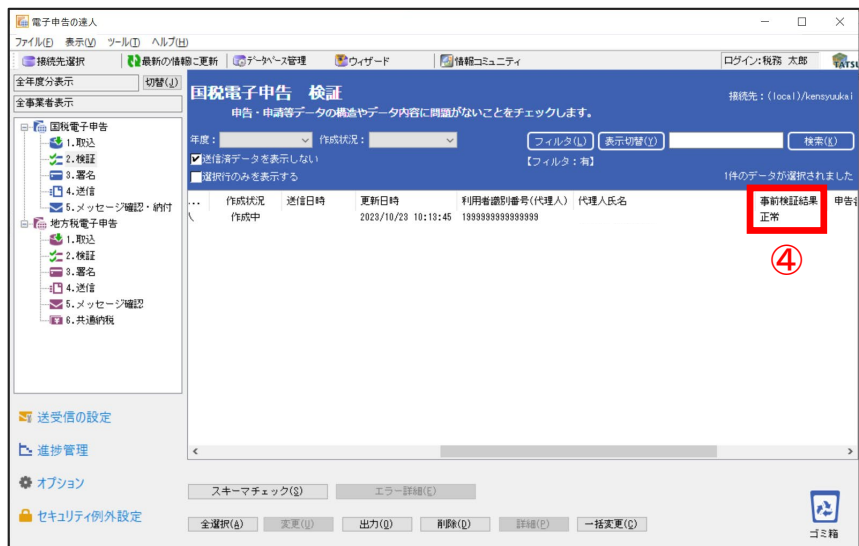 電子申告の達人
ファイル(F) 表示(V) ツール(T) ヘルプ(H)
接続先選択 最新の情報に更新 データベース管理 ウィザード 情報コミュニティ ログイン:税務 太郎
全年度分表示 切替(J)
全事業者表示
国税電子申告
1.取込
2.検証
3.署名
4.送信
5.メッセージ確認・納付
地方税電子申告
1.取込
2.検証
3.署名
4.送信
5.メッセージ確認
6.共通納税
送受信の設定
進捗管理
オプション
セキュリティ例外設定
国税電子申告 検証
申告・申請等データの構造やデータ内容に問題がないことをチェックします。
接続先:(local)/kensyuukai
年度: 作成状況: フィルタ(L) 表示切替(Y) 検索(K)
送信済データを表示しない 【フィルタ:有】
選択行のみを表示する 1件のデータが選択されました
... 作成状況 送信日時 更新日時 利用者識別番号(代理人) 代理人氏名 事前検証結果 申告
作成中 2023/10/23 10:13:45 1999999999999999 正常
④
スキーマチェック(S) エラー詳細(E)
全選択(A) 変更(U) 出力(O) 削除(D) 詳細(P) 一括変更(C)
ゴミ箱